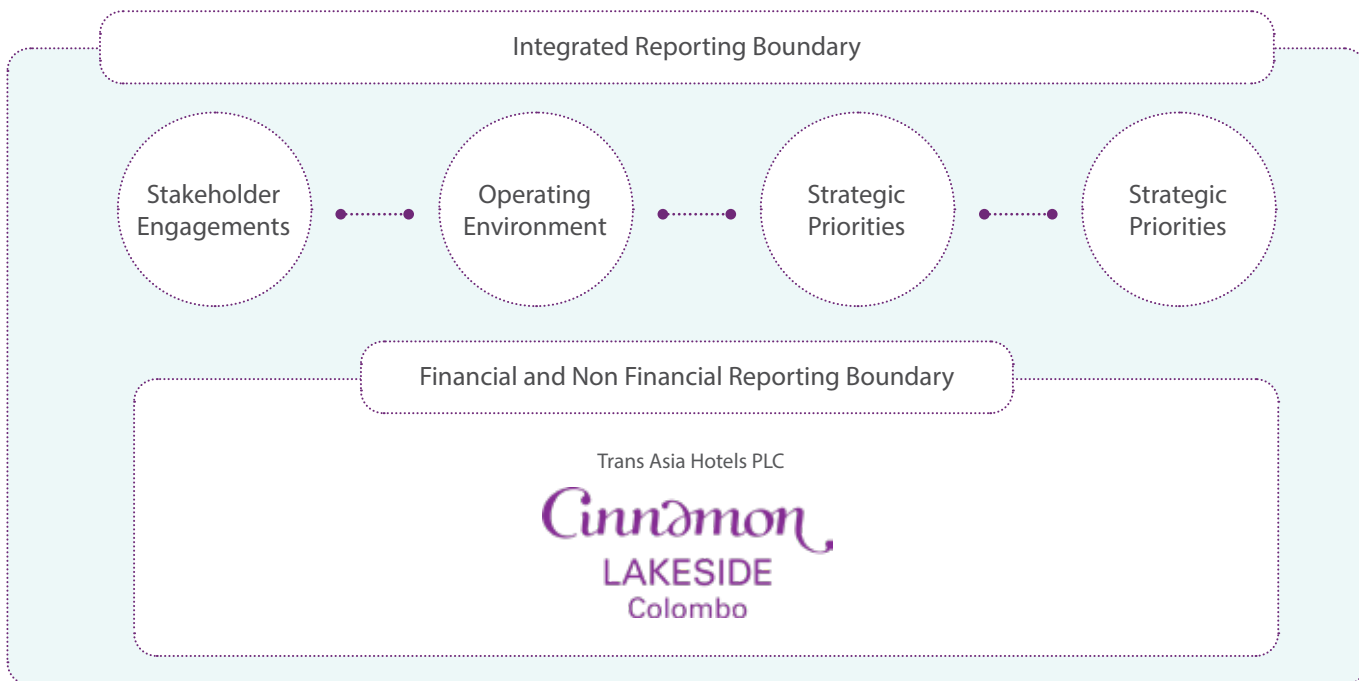 Integrated Reporting Boundary
Stakeholder
Engagements
Operating
Environment
Strategic
Priorities
Strategic
Priorities
Financial and Non Financial Reporting Boundary
Trans Asia Hotels PLC
Cinnamon
LAKESIDE
Colombo